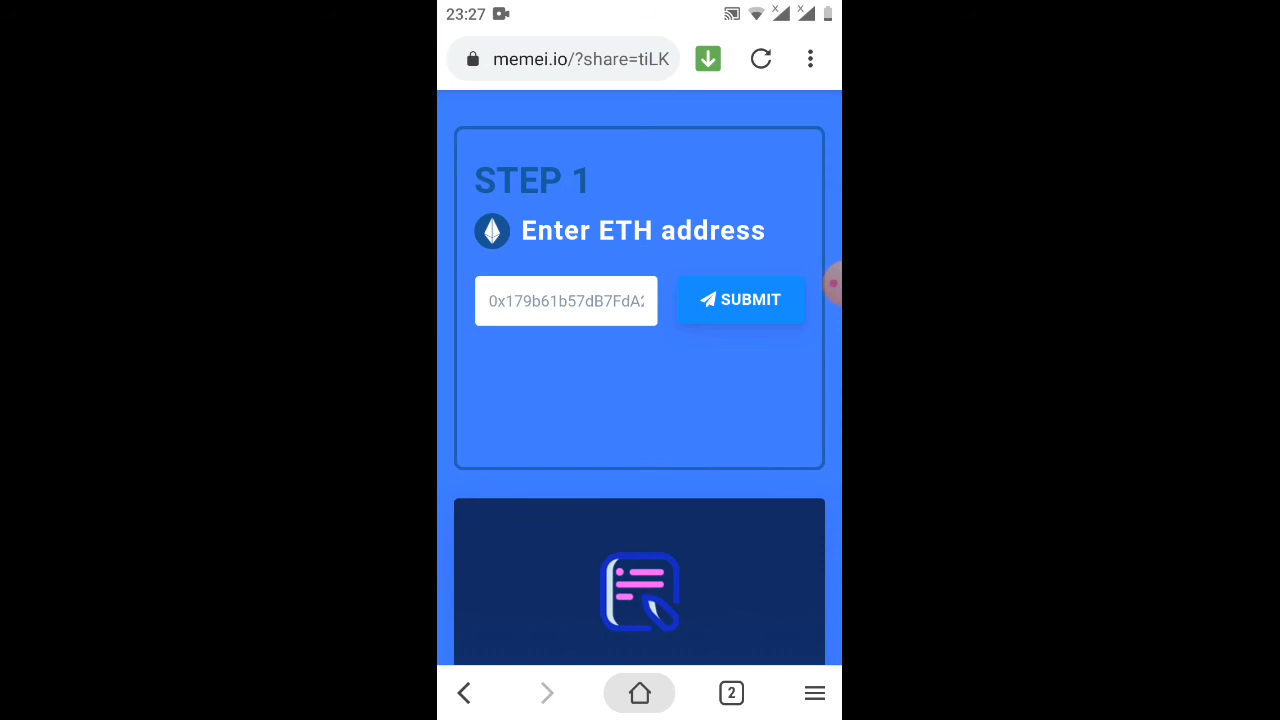 23:27
memei.io/?share=tiLK
STEP 1
Enter ETH address
0x179b61b57dB7FdA
SUBMIT
2